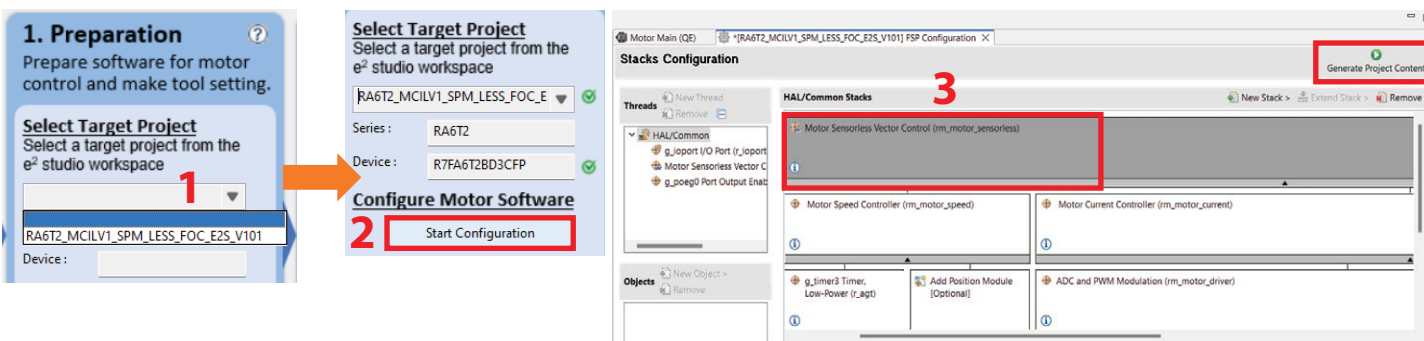 1. Preparation
?
Prepare software for motor
control and make tool setting.
Select Target Project
Select a target project from the
e² studio workspace
1
RA6T2_MCILV1_SPM_LESS_FOC_E2S_V101
Device :
Select Target Project
Select a target project from the
e² studio workspace
RA6T2_MCILV1_SPM_LESS_FOC_E
Series :
RA6T2
Device :
R7FA6T2BD3CFP
Configure Motor Software
2
Start Configuration
Motor Main (QE)
*[RA6T2_MCILV1_SPM_LESS_FOC_E2S_V101] FSP Configuration
Stacks Configuration
Generate Project Content
3
Threads
New Thread
Remove
HAL/Common
g_ioport I/O Port (r_ioport
Motor Sensorless Vector C
g_poeg0 Port Output Enab
Objects
New Object >
Remove
HAL/Common Stacks
New Stack >
Extend Stack >
Remove
Motor Sensorless Vector Control (rm_motor_sensorless)
Motor Speed Controller (rm_motor_speed)
Motor Current Controller (rm_motor_current)
g_timer3 Timer,
Low-Power (r_agt)
Add Position Module
[Optional]
ADC and PWM Modulation (rm_motor_driver)